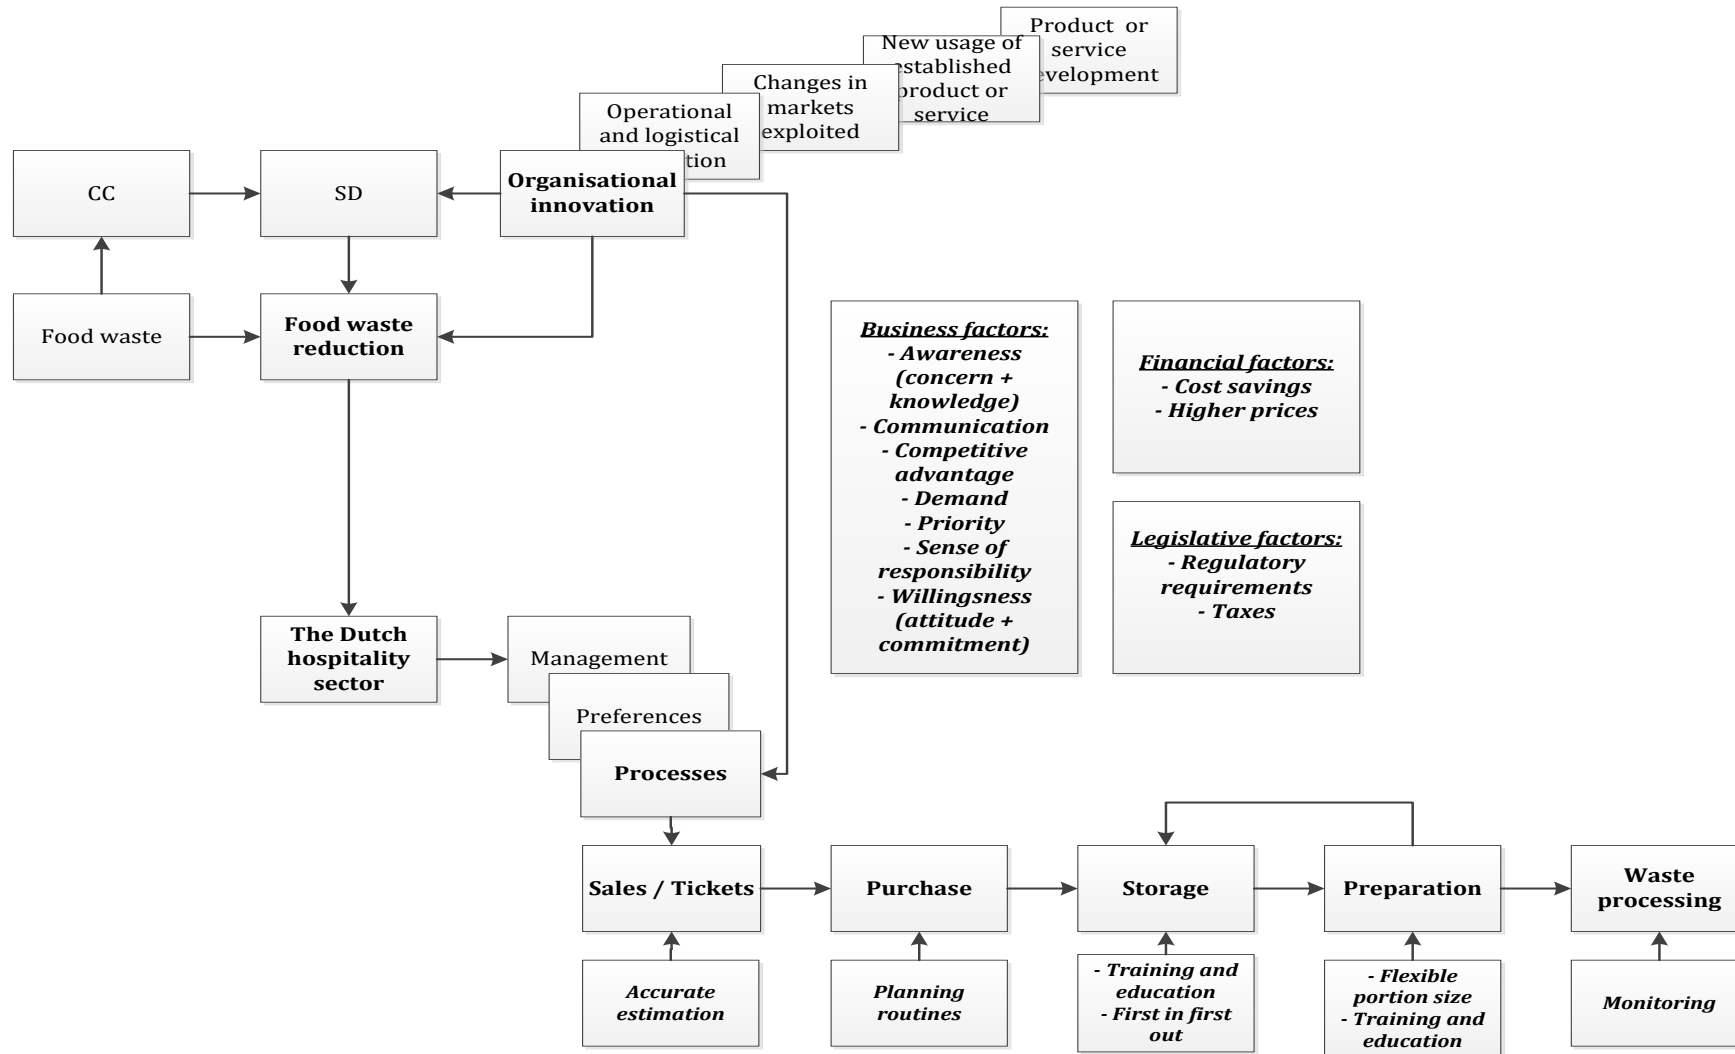 Product or
service
evelopment
New usage of
established
product or
service
Changes in
markets
exploited
Operational
and logistical
tion
Organisational
innovation
CC
SD
Food waste
Food waste
reduction
Business factors:
- Awareness
(concern +
knowledge)
- Communication
- Competitive
advantage
- Demand
- Priority
- Sense of
responsibility
- Willingsness
(attitude +
commitment)
Financial factors:
- Cost savings
- Higher prices
Legislative factors:
- Regulatory
requirements
- Taxes
The Dutch
hospitality
sector
Management
Preferences
Processes
Sales / Tickets
Purchase
Storage
Preparation
Waste
processing
Accurate
estimation
Planning
routines
- Training and
education
- First in first
out
- Flexible
portion size
- Training and
education
Monitoring